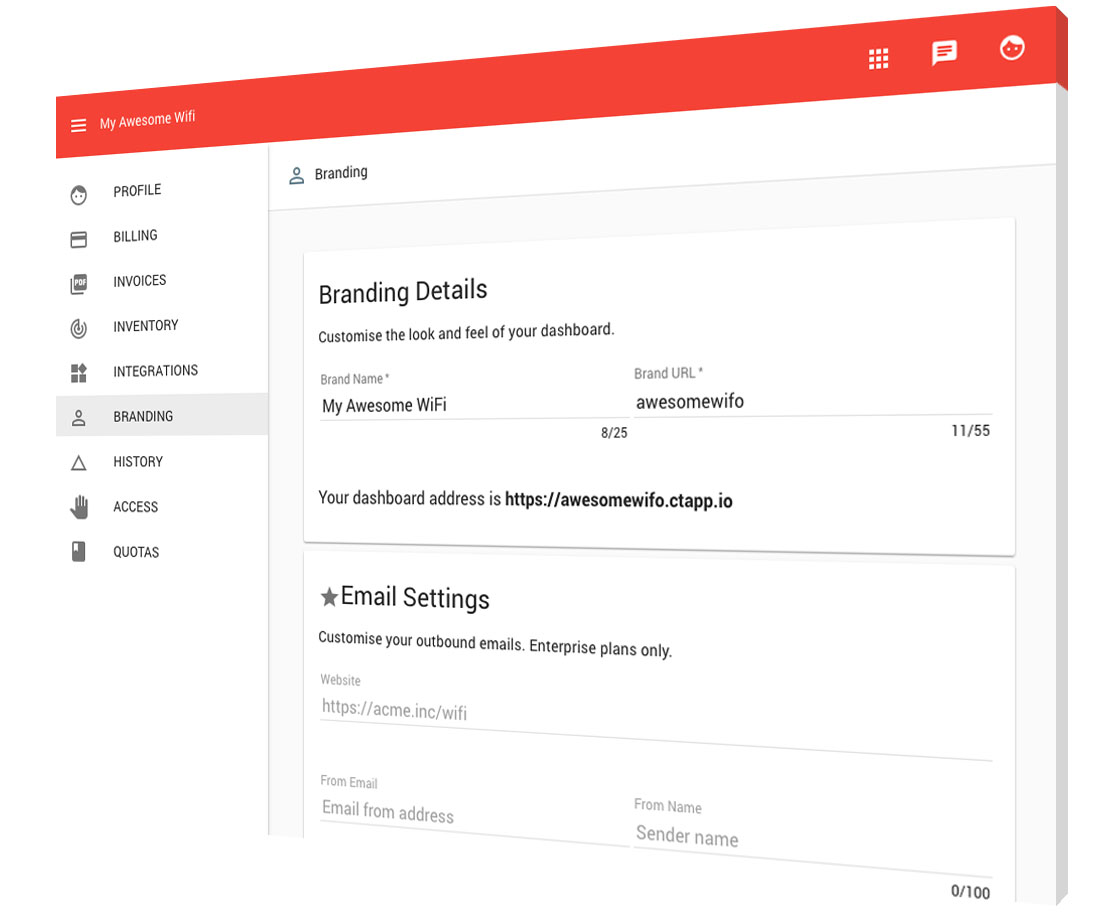 My Awesome Wifi
PROFILE
BILLING
PDF
INVOICES
INVENTORY
INTEGRATIONS
BRANDING
HISTORY
ACCESS
QUOTAS
Branding
Branding Details
Customise the look and feel of your dashboard.
Brand Name *
Brand URL *
My Awesome WiFi
awesomewifo
8/25
11/55
Your dashboard address is https://awesomewifo.ctapp.io
Email Settings
Customise your outbound emails. Enterprise plans only.
Website
https://acme.inc/wifi
From Email
From Name
Email from address
Sender name
0/100